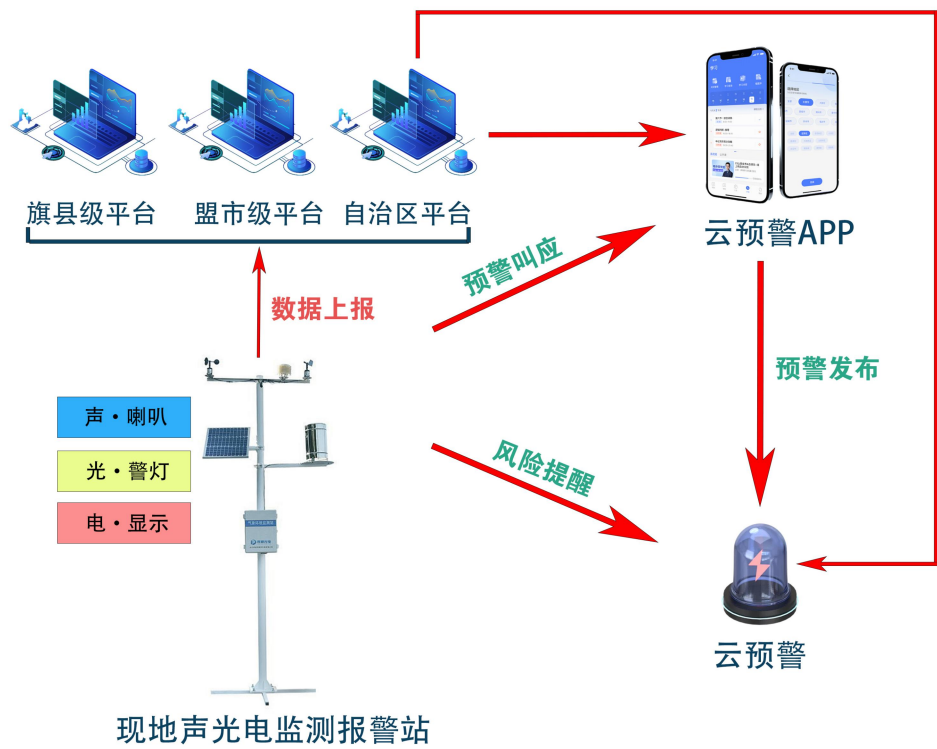 旗县级平台
盟市级平台
自治区平台
云预警APP
数据上报
预警叫应
预警发布
声·喇叭
光·警灯
电·显示
风险提醒
云预警
现地声光电监测报警站